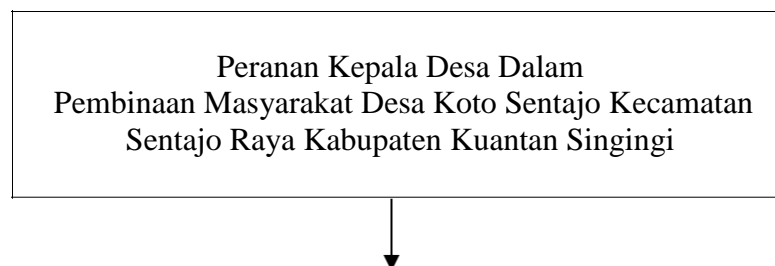 Peranan Kepala Desa Dalam
Pembinaan Masyarakat Desa Koto Sentajo Kecamatan
Sentajo Raya Kabupaten Kuantan Singingi